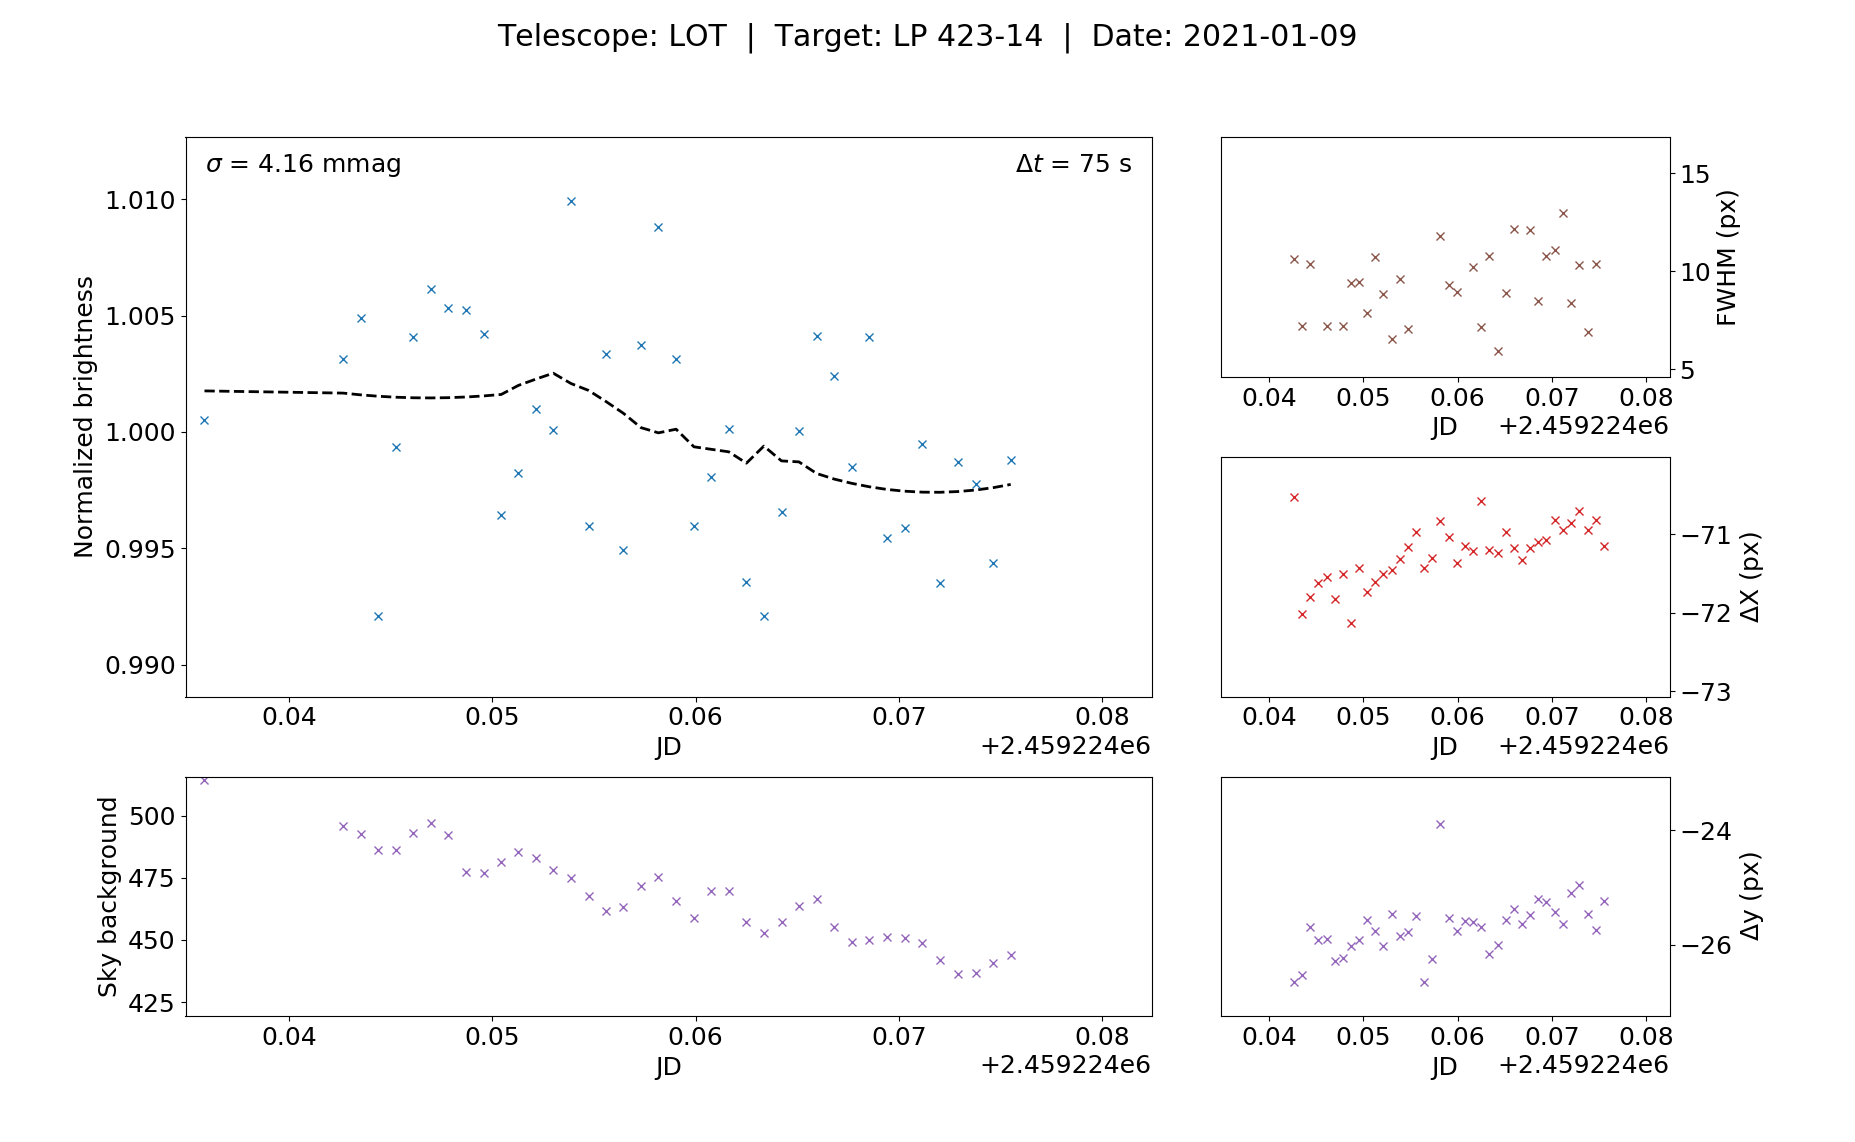 Telescope: LOT  |  Target: LP 423-14  |  Date: 2021-01-09
σ = 4.16 mmag
Δt = 75 s
Normalized brightness
1.010
1.005
1.000
0.995
0.990
0.04 0.05 0.06 0.07 0.08
JD
+2.459224e6
Sky background
500
475
450
425
0.04 0.05 0.06 0.07 0.08
JD
+2.459224e6
15
10
5
FWHM (px)
0.04 0.05 0.06 0.07 0.08
JD
+2.459224e6
−71
−72
−73
ΔX (px)
0.04 0.05 0.06 0.07 0.08
JD
+2.459224e6
−24
−26
Δy (px)
0.04 0.05 0.06 0.07 0.08
JD
+2.459224e6